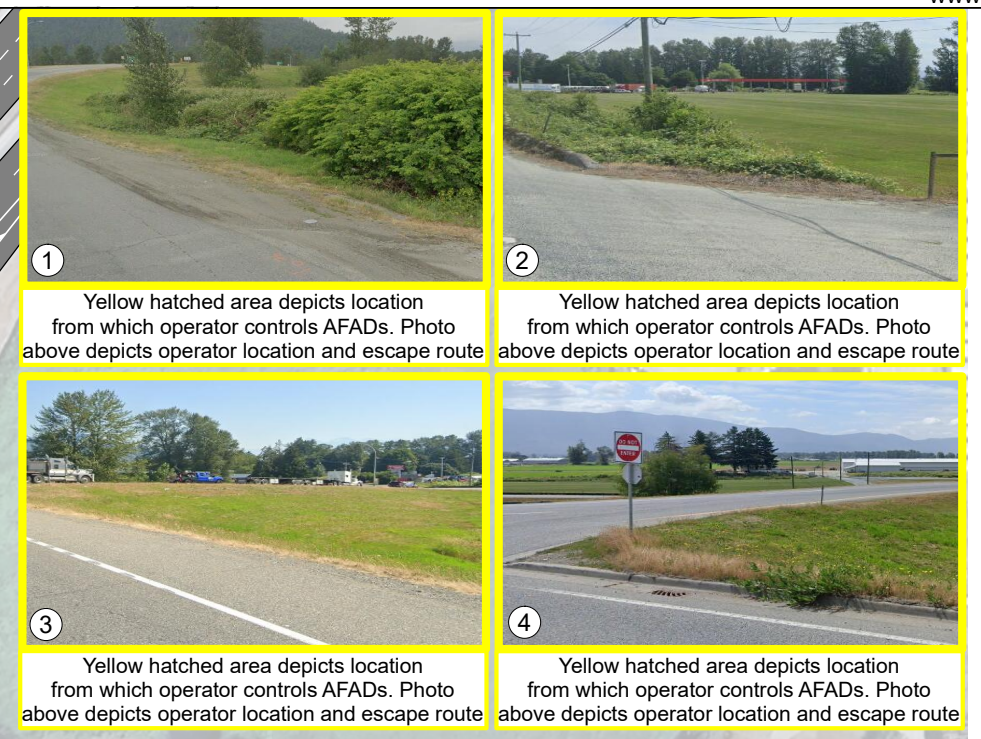 www
1
2
Yellow hatched area depicts location
from which operator controls AFADs. Photo
above depicts operator location and escape route
Yellow hatched area depicts location
from which operator controls AFADs. Photo
above depicts operator location and escape route
DO NOT
ENTER
3
4
Yellow hatched area depicts location
from which operator controls AFADs. Photo
above depicts operator location and escape route
Yellow hatched area depicts location
from which operator controls AFADs. Photo
above depicts operator location and escape route